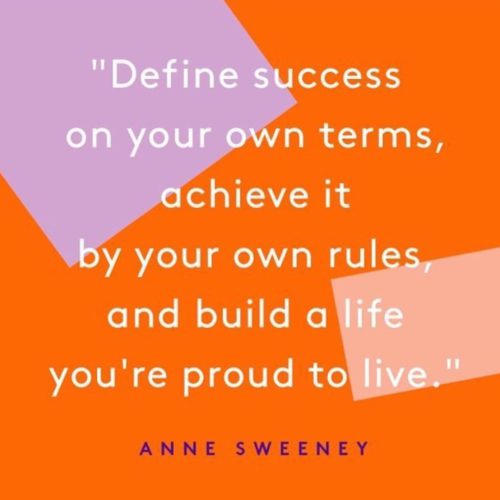 "Define success
on your own terms,
achieve it
by your own rules,
and build a life
you're proud to live."
ANNE SWEENEY